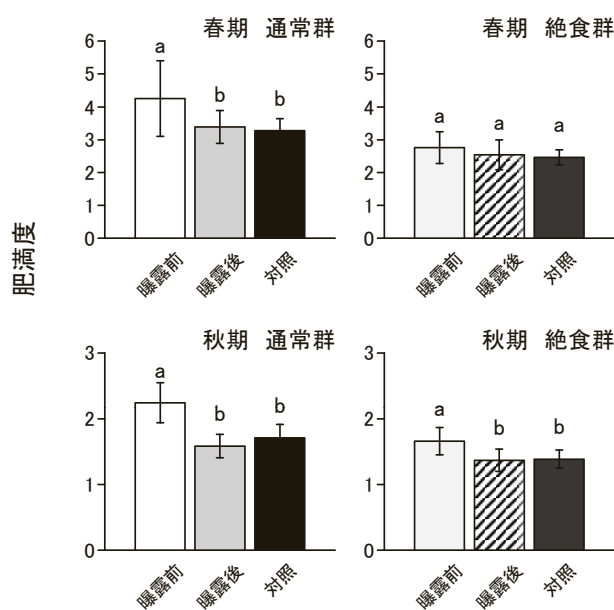 肥満度
春期 通常群
6
5
4
3
2
1
0
a
b
b
曝露前
曝露後
対照
春期 絶食群
6
5
4
3
2
1
0
a
a
a
曝露前
曝露後
対照
秋期 通常群
3
2
1
0
a
b
b
曝露前
曝露後
対照
秋期 絶食群
3
2
1
0
a
b
b
曝露前
曝露後
対照